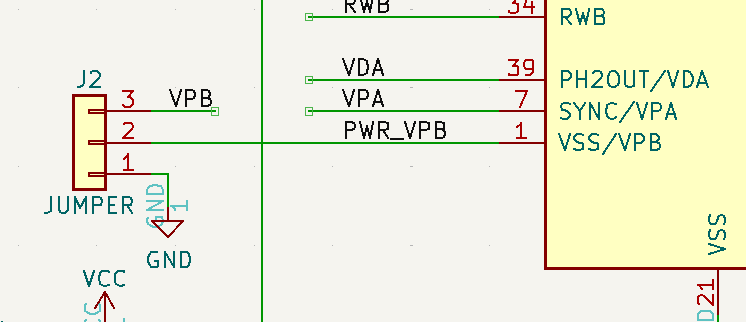 RWB 34 RWB
VDA 39 PH2OUT/VDA
J2
3 VPB VPA 7 SYNC/VPA
2 PWR_VPB 1 VSS/VPB
1
GND 1
JUMPER
VSS
GND
VCC
21